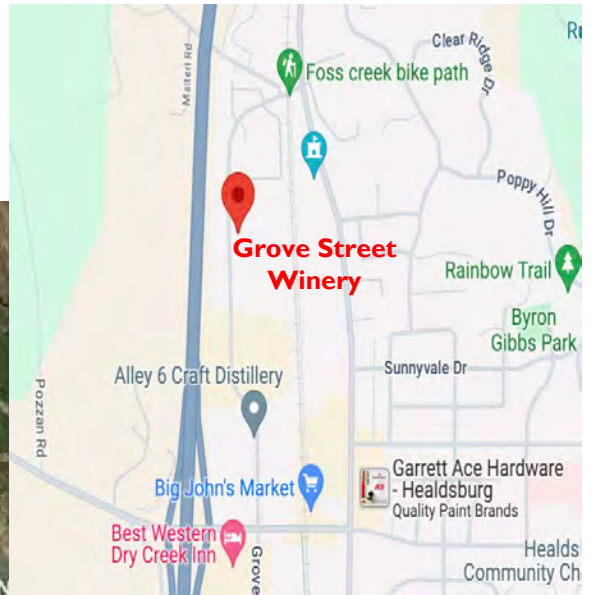 Clear Ridge Dr
Ru
Matteri Rd
Foss creek bike path
Poppy Hill Dr
Grove Street
Winery
Rainbow Trail
Byron
Gibbs Park
Sunnyvale Dr
Alley 6 Craft Distillery
Pozzan Rd
Garrett Ace Hardware
- Healdsburg
Quality Paint Brands
Big John's Market
Best Western
Dry Creek Inn
Grove
Healds
Community Ch